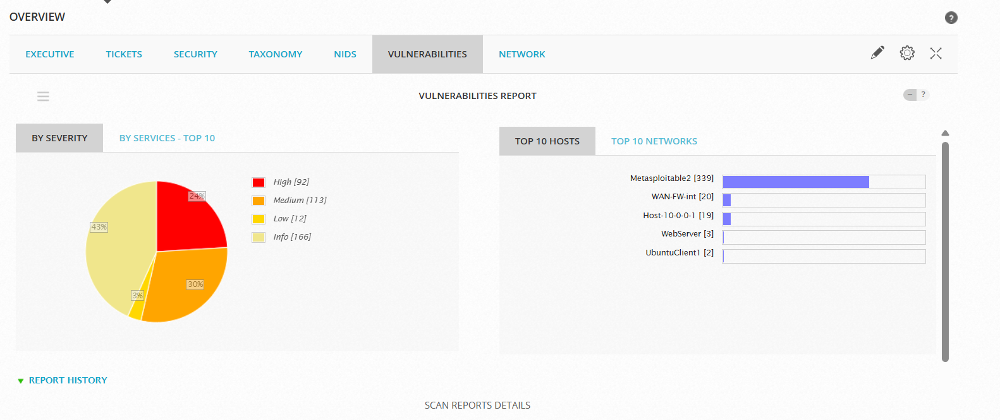 OVERVIEW
?
EXECUTIVE TICKETS SECURITY TAXONOMY NIDS VULNERABILITIES NETWORK
VULNERABILITIES REPORT
– ?
BY SEVERITY BY SERVICES - TOP 10
24%
43%
30%
3%
High [92]
Medium [113]
Low [12]
Info [166]
TOP 10 HOSTS TOP 10 NETWORKS
Metasploitable2 [339]
WAN-FW-int [20]
Host-10-0-0-1 [19]
WebServer [3]
UbuntuClient1 [2]
REPORT HISTORY
SCAN REPORTS DETAILS